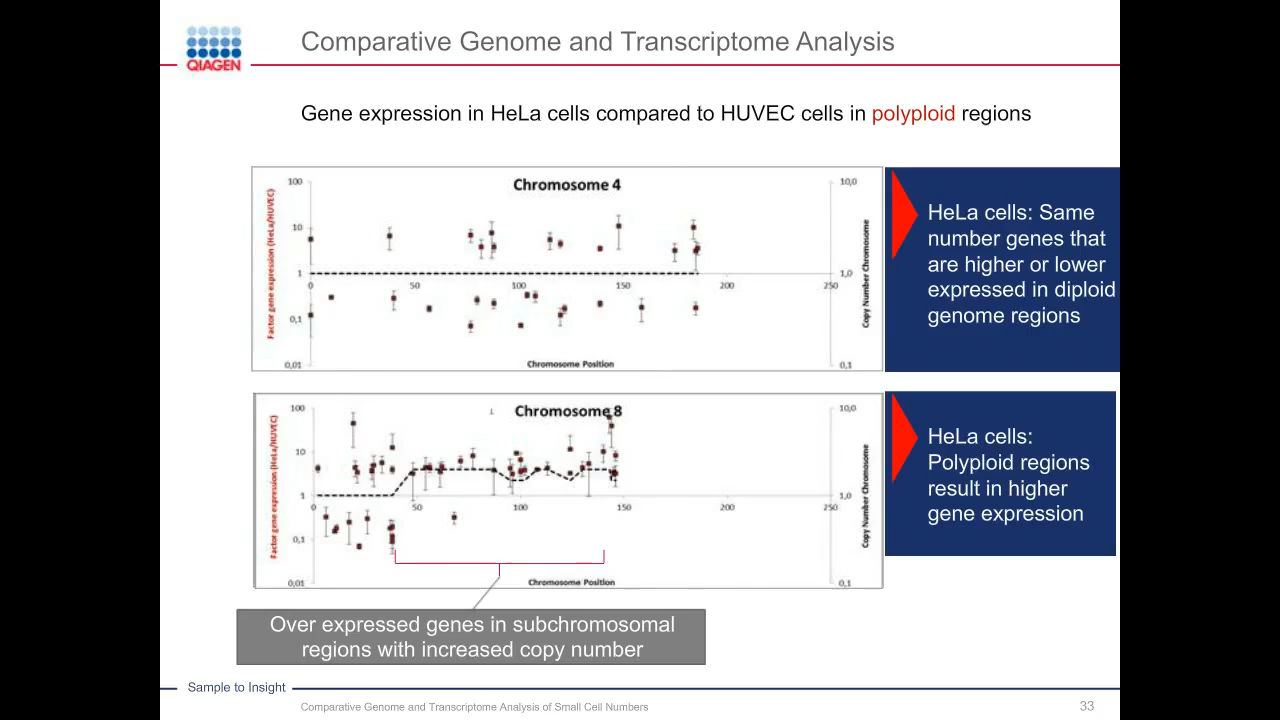 QIAGEN
Comparative Genome and Transcriptome Analysis
Gene expression in HeLa cells compared to HUVEC cells in polyploid regions
Chromosome 4
Factor gene expression (HeLa/HUVEC)
100
10
1
0,1
0,01
0
50
100
150
200
250
Chromosome Position
10,0
1,0
0,1
Copy Number Chromosome
HeLa cells: Same
number genes that
are higher or lower
expressed in diploid
genome regions
Chromosome 8
Factor gene expression (HeLa/HUVEC)
100
10
1
0,1
0,01
0
50
100
150
200
250
Chromosome Position
10,0
1,0
0,1
Copy Number Chromosome
HeLa cells:
Polyploid regions
result in higher
gene expression
Over expressed genes in subchromosomal
regions with increased copy number
Sample to Insight
Comparative Genome and Transcriptome Analysis of Small Cell Numbers
33